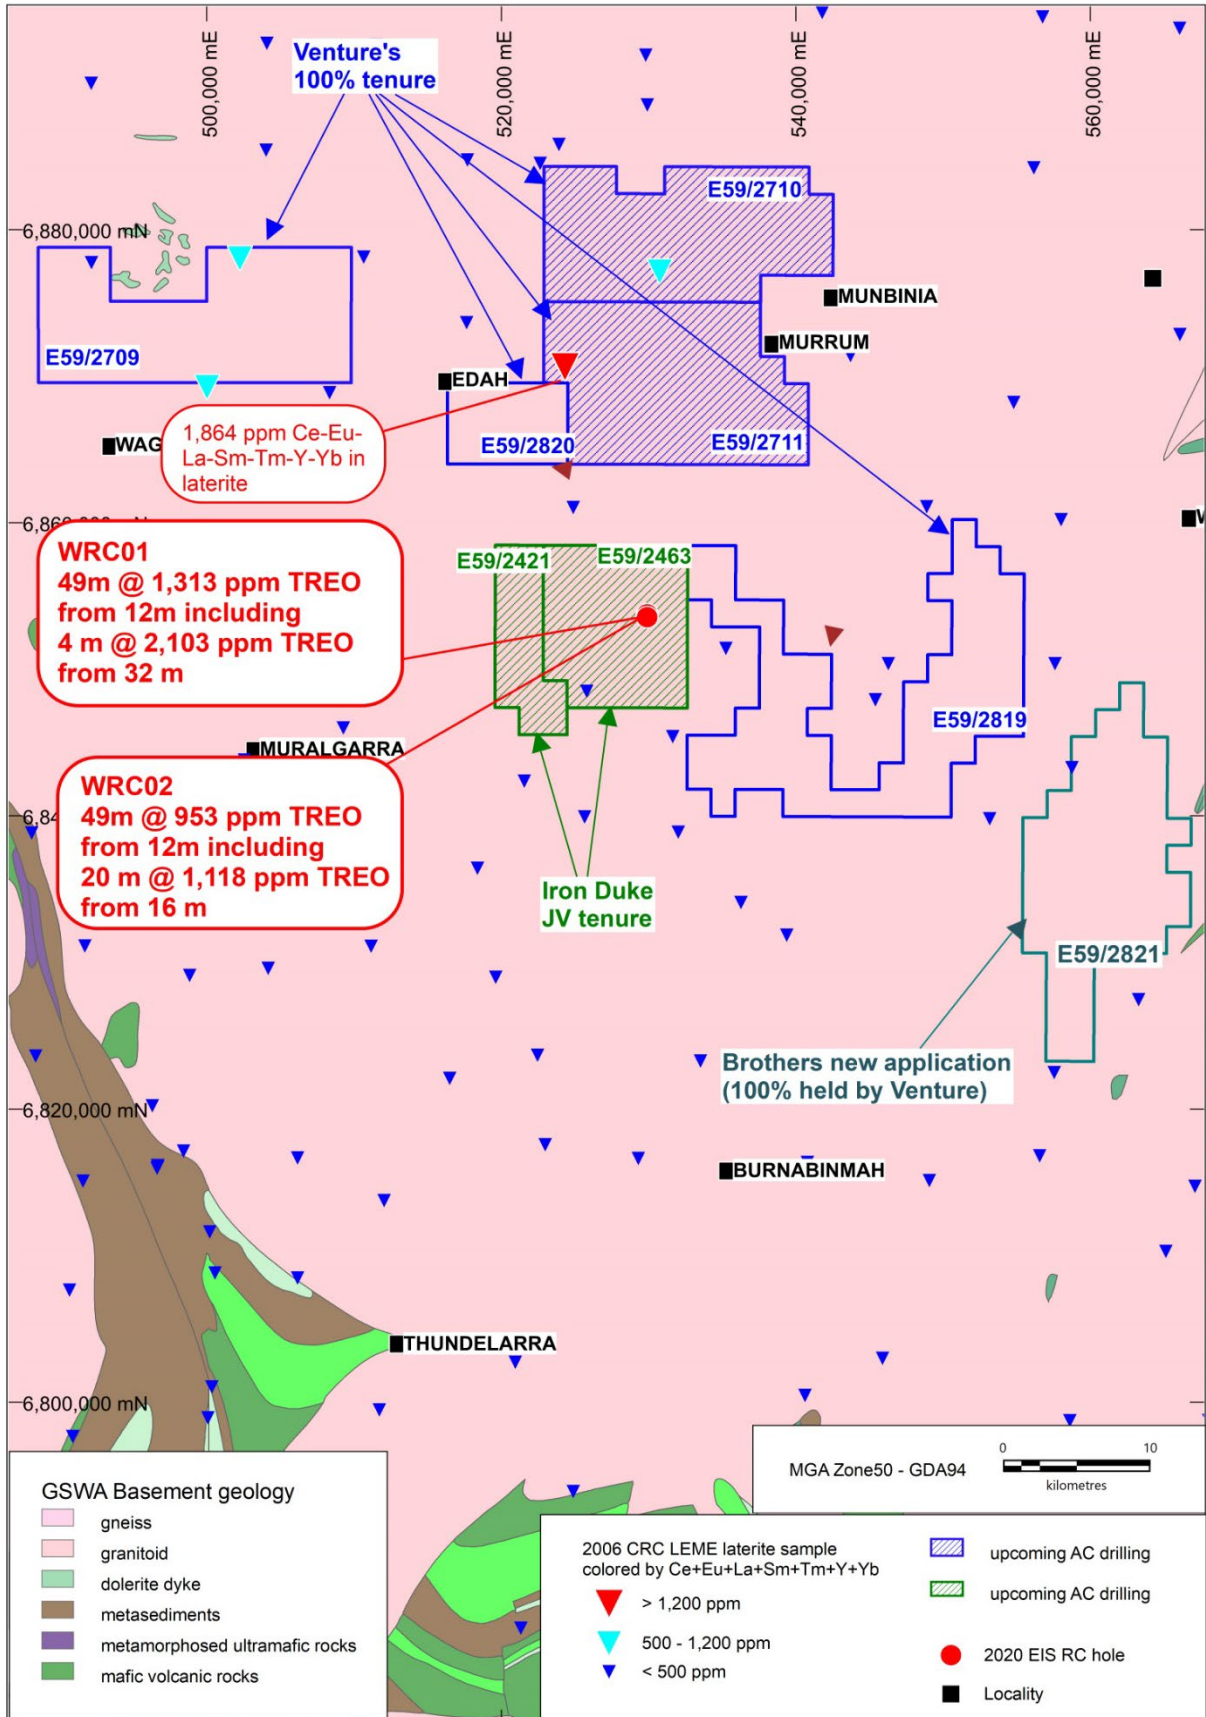 500,000 mE
520,000 mE
540,000 mE
560,000 mE
Venture's
100% tenure
E59/2710
6,880,000 mN
MUNBINIA
MURRUM
E59/2709
EDAH
1,864 ppm Ce-Eu-
La-Sm-Tm-Y-Yb in
laterite
WAG
E59/2820
E59/2711
WRC01
49m @ 1,313 ppm TREO
from 12m including
4 m @ 2,103 ppm TREO
from 32 m
E59/2421
E59/2463
E59/2819
MURALGARRA
WRC02
49m @ 953 ppm TREO
from 12m including
20 m @ 1,118 ppm TREO
from 16 m
Iron Duke
JV tenure
E59/2821
Brothers new application
(100% held by Venture)
6,820,000 mN
BURNABINMAH
THUNDELARRA
6,800,000 mN
GSWA Basement geology
gneiss
granitoid
dolerite dyke
metasediments
metamorphosed ultramafic rocks
mafic volcanic rocks
MGA Zone50 - GDA94
0 10
kilometres
2006 CRC LEME laterite sample
colored by Ce+Eu+La+Sm+Tm+Y+Yb
> 1,200 ppm
500 - 1,200 ppm
< 500 ppm
upcoming AC drilling
upcoming AC drilling
2020 EIS RC hole
Locality